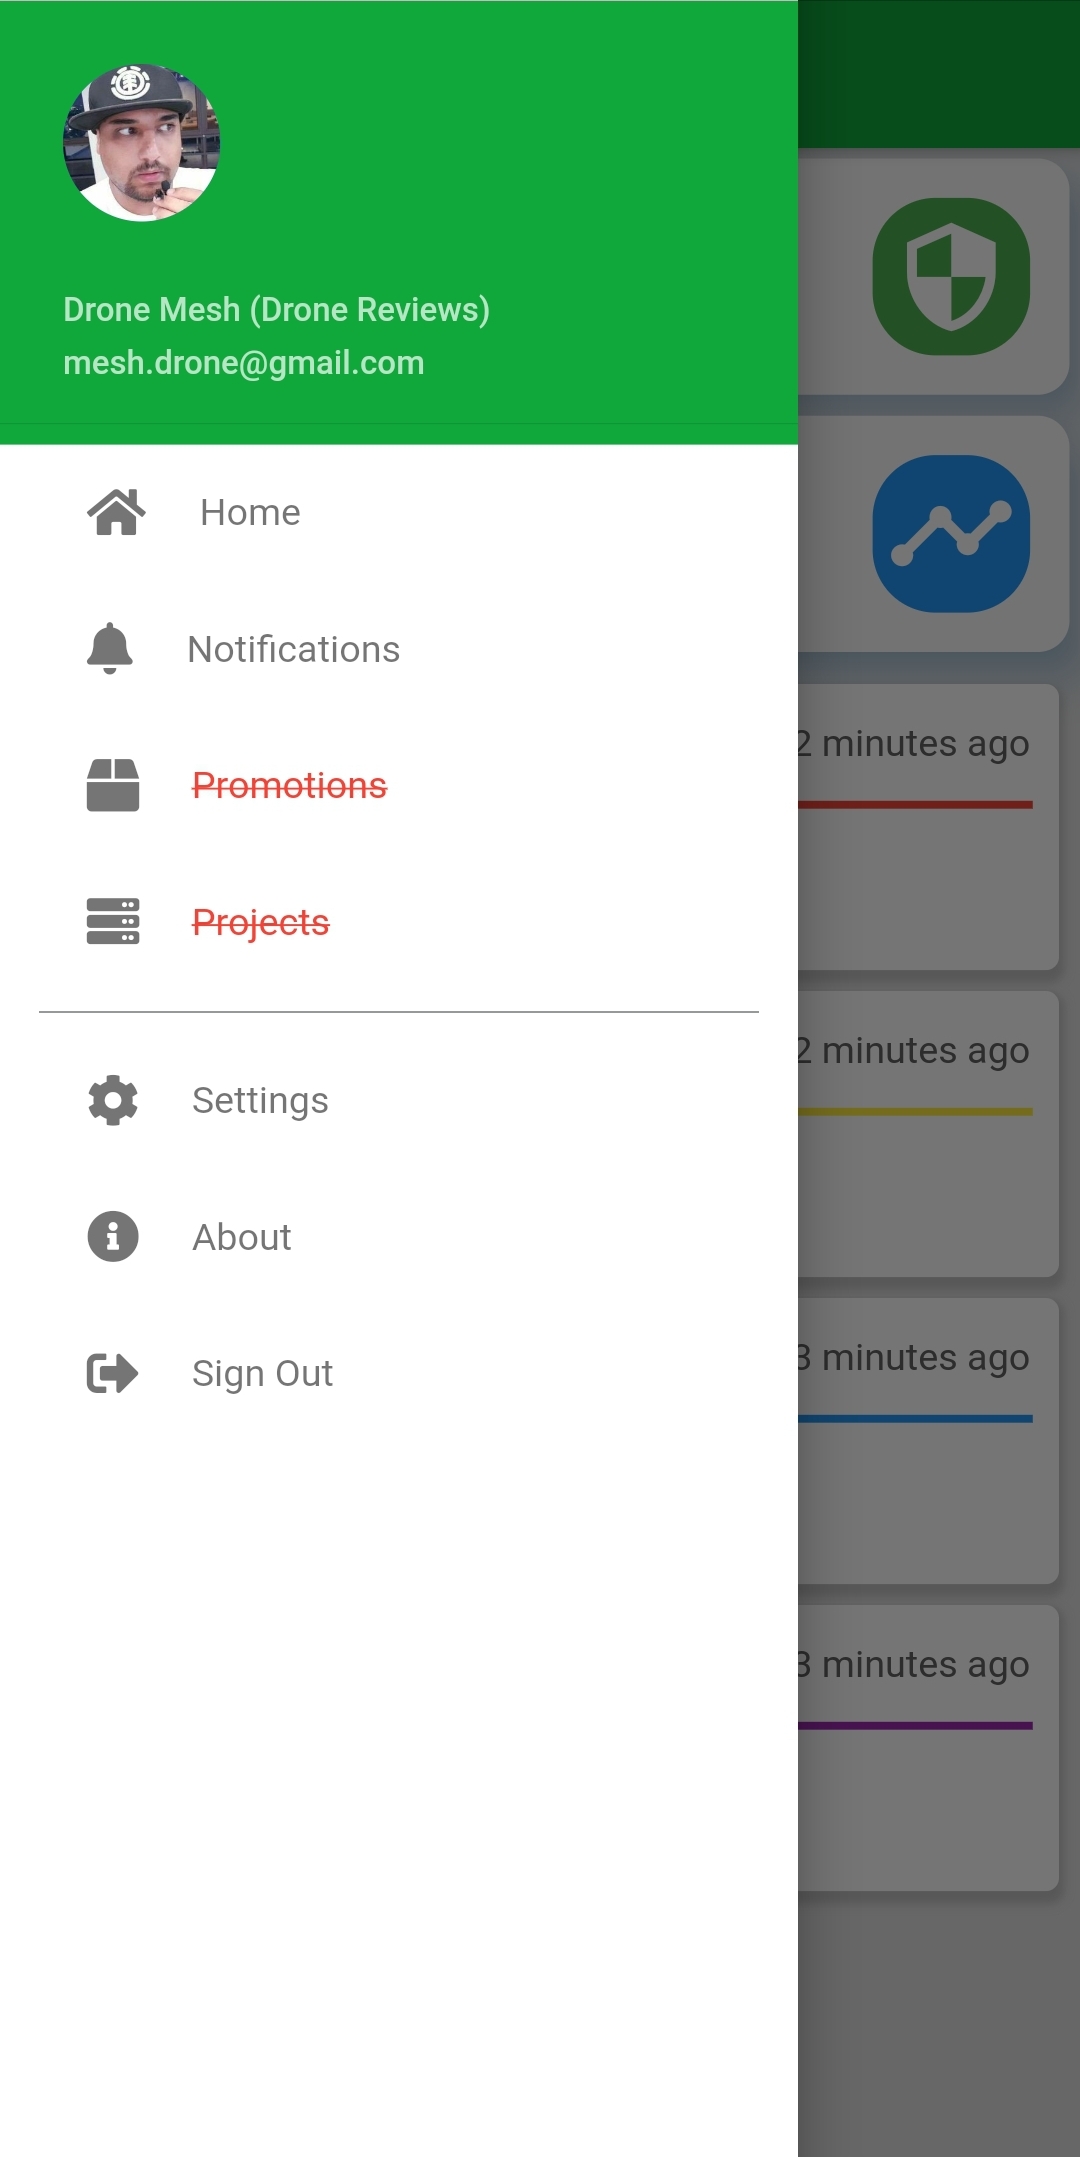 Drone Mesh (Drone Reviews)
mesh.drone@gmail.com
Home
Notifications
Promotions
Projects
Settings
About
Sign Out
2 minutes ago
2 minutes ago
3 minutes ago
3 minutes ago